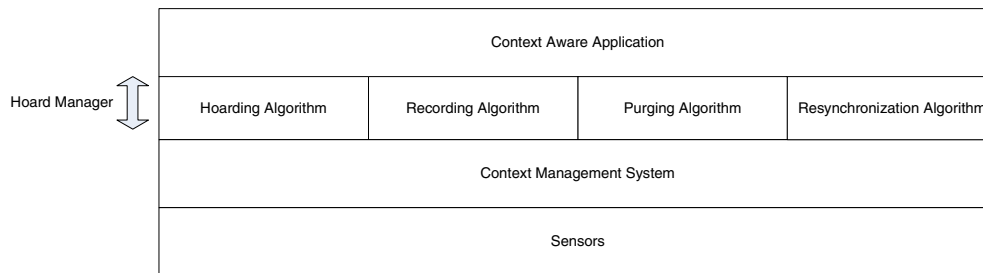 Context Aware Application
Hoard Manager
Hoarding Algorithm
Recording Algorithm
Purging Algorithm
Resynchronization Algorithm
Context Management System
Sensors